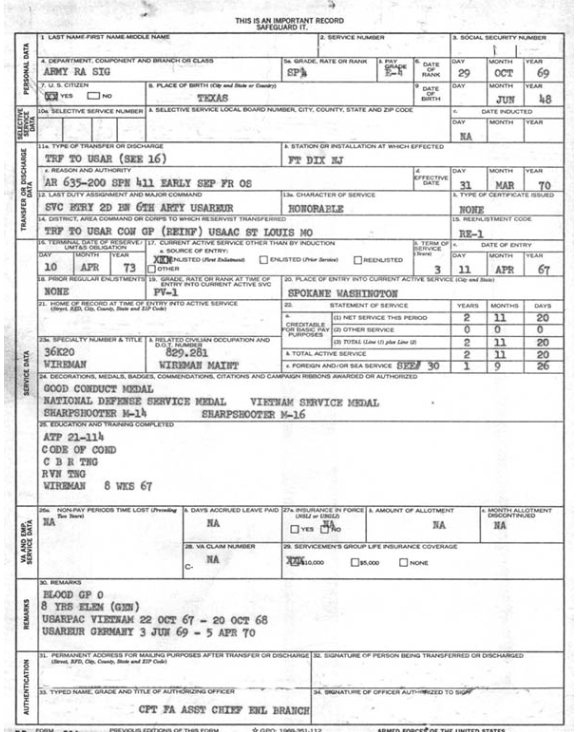 THIS IS AN IMPORTANT RECORD
SAFEGUARD IT.
PERSONAL DATA
1 LAST NAME-FIRST NAME-MIDDLE NAME
2. SERVICE NUMBER
3. SOCIAL SECURITY NUMBER
4. DEPARTMENT, COMPONENT AND BRANCH OR CLASS
ARMY RA SIG
5a. GRADE, RATE OR RANK
SP4
b. PAY GRADE
E-4
6. DATE OF RANK
DAY MONTH YEAR
29 OCT 69
7. U. S. CITIZEN
XX YES NO
8. PLACE OF BIRTH (City and State or Country)
TEXAS
9. DATE OF BIRTH
DAY MONTH YEAR
JUN 48
SELECTIVE SERVICE DATA
10a. SELECTIVE SERVICE NUMBER
b. SELECTIVE SERVICE LOCAL BOARD NUMBER, CITY, COUNTY, STATE AND ZIP CODE
c. DATE INDUCTED
DAY MONTH YEAR
NA
TRANSFER OR DISCHARGE DATA
11a. TYPE OF TRANSFER OR DISCHARGE
TRF TO USAR (SEE 16)
b. STATION OR INSTALLATION AT WHICH EFFECTED
FT DIX NJ
c. REASON AND AUTHORITY
AR 635-200 SPN 411 EARLY SEP FR OS
d. EFFECTIVE DATE
DAY MONTH YEAR
31 MAR 70
12. LAST DUTY ASSIGNMENT AND MAJOR COMMAND
SVC BTRY 2D BN 6TH ARTY USAREUR
13a. CHARACTER OF SERVICE
HONORABLE
b. TYPE OF CERTIFICATE ISSUED
NONE
14. DISTRICT, AREA COMMAND OR CORPS TO WHICH RESERVIST TRANSFERRED
TRF TO USAR CON GP (REINF) USAAC ST LOUIS MO
15. REENLISTMENT CODE
RE-1
SERVICE DATA
16. TERMINAL DATE OF RESERVE/ UMT&S OBLIGATION
DAY MONTH YEAR
10 APR 73
17. CURRENT ACTIVE SERVICE OTHER THAN BY INDUCTION
a. SOURCE OF ENTRY:
ENLISTED (First Enlistment) ENLISTED (Prior Service) REENLISTED
OTHER
b. TERM OF SERVICE (Years)
3
c. DATE OF ENTRY
DAY MONTH YEAR
11 APR 67
18. PRIOR REGULAR ENLISTMENTS
NONE
19. GRADE, RATE OR RANK AT TIME OF ENTRY INTO CURRENT ACTIVE SVC
PV-1
20. PLACE OF ENTRY INTO CURRENT ACTIVE SERVICE (City and State)
SPOKANE WASHINGTON
21. HOME OF RECORD AT TIME OF ENTRY INTO ACTIVE SERVICE
(Street, RFD, City, County, State and ZIP Code)
22. STATEMENT OF SERVICE YEARS MONTHS DAYS
a. CREDITABLE FOR BASIC PAY PURPOSES
(1) NET SERVICE THIS PERIOD 2 11 20
(2) OTHER SERVICE 0 0 0
(3) TOTAL (Line (1) plus Line (2)) 2 11 20
b. TOTAL ACTIVE SERVICE 2 11 20
c. FOREIGN AND/OR SEA SERVICE SEE# 30 1 9 26
23a. SPECIALTY NUMBER & TITLE
36K20
WIREMAN
b. RELATED CIVILIAN OCCUPATION AND D.O.T. NUMBER
829.281
WIREMAN MAINT
24. DECORATIONS, MEDALS, BADGES, COMMENDATIONS, CITATIONS AND CAMPAIGN RIBBONS AWARDED OR AUTHORIZED
GOOD CONDUCT MEDAL
NATIONAL DEFENSE SERVICE MEDAL VIETNAM SERVICE MEDAL
SHARPSHOOTER M-14 SHARPSHOOTER M-16
25. EDUCATION AND TRAINING COMPLETED
ATP 21-114
CODE OF COND
C B R TNG
RVN TNG
WIREMAN 8 WKS 67
VA AND EMP. SERVICE DATA
26a. NON-PAY PERIODS TIME LOST (Preceding Two Years)
NA
b. DAYS ACCRUED LEAVE PAID
NA
27a. INSURANCE IN FORCE (NSLI or USGLI)
YES NO
NA
b. AMOUNT OF ALLOTMENT
NA
c. MONTH ALLOTMENT DISCONTINUED
NA
28. VA CLAIM NUMBER
C- NA
29. SERVICEMEN'S GROUP LIFE INSURANCE COVERAGE
$10,000 $5,000 NONE
REMARKS
30. REMARKS
BLOOD GP O
8 YRS ELEM (GEN)
USARPAC VIETNAM 22 OCT 67 - 20 OCT 68
USAREUR GERMANY 3 JUN 69 - 5 APR 70
AUTHENTICATION
31. PERMANENT ADDRESS FOR MAILING PURPOSES AFTER TRANSFER OR DISCHARGE
(Street, RFD, City, County, State and ZIP Code)
32. SIGNATURE OF PERSON BEING TRANSFERRED OR DISCHARGED
33. TYPED NAME, GRADE AND TITLE OF AUTHORIZING OFFICER
CPT FA ASST CHIEF ENL BRANCH
34. SIGNATURE OF OFFICER AUTHORIZED TO SIGN
FORM PREVIOUS EDITIONS OF THIS FORM GPO: 1969-351-112 ARMED FORCES OF THE UNITED STATES